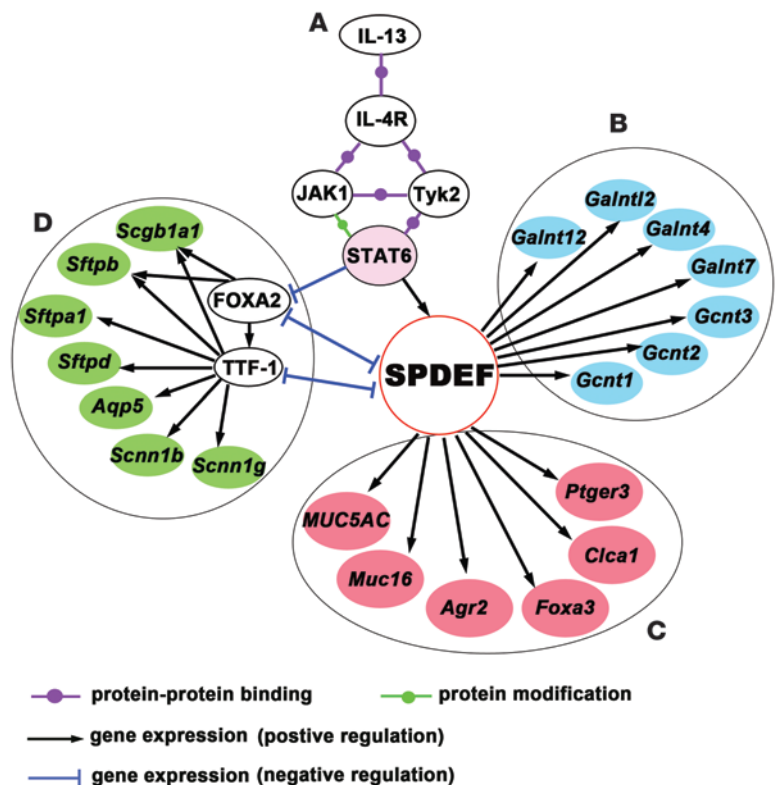 A
IL-13
IL-4R
JAK1
Tyk2
STAT6
B
Galntl2
Galnt12
Galnt4
Galnt7
Gcnt3
Gcnt2
Gcnt1
D
Scgb1a1
Sftpb
FOXA2
Sftpa1
TTF-1
Sftpd
Aqp5
Scnn1b
Scnn1g
SPDEF
Ptger3
MUC5AC
Clca1
Muc16
Agr2
Foxa3
C
protein-protein binding
protein modification
gene expression (postive regulation)
gene expression (negative regulation)